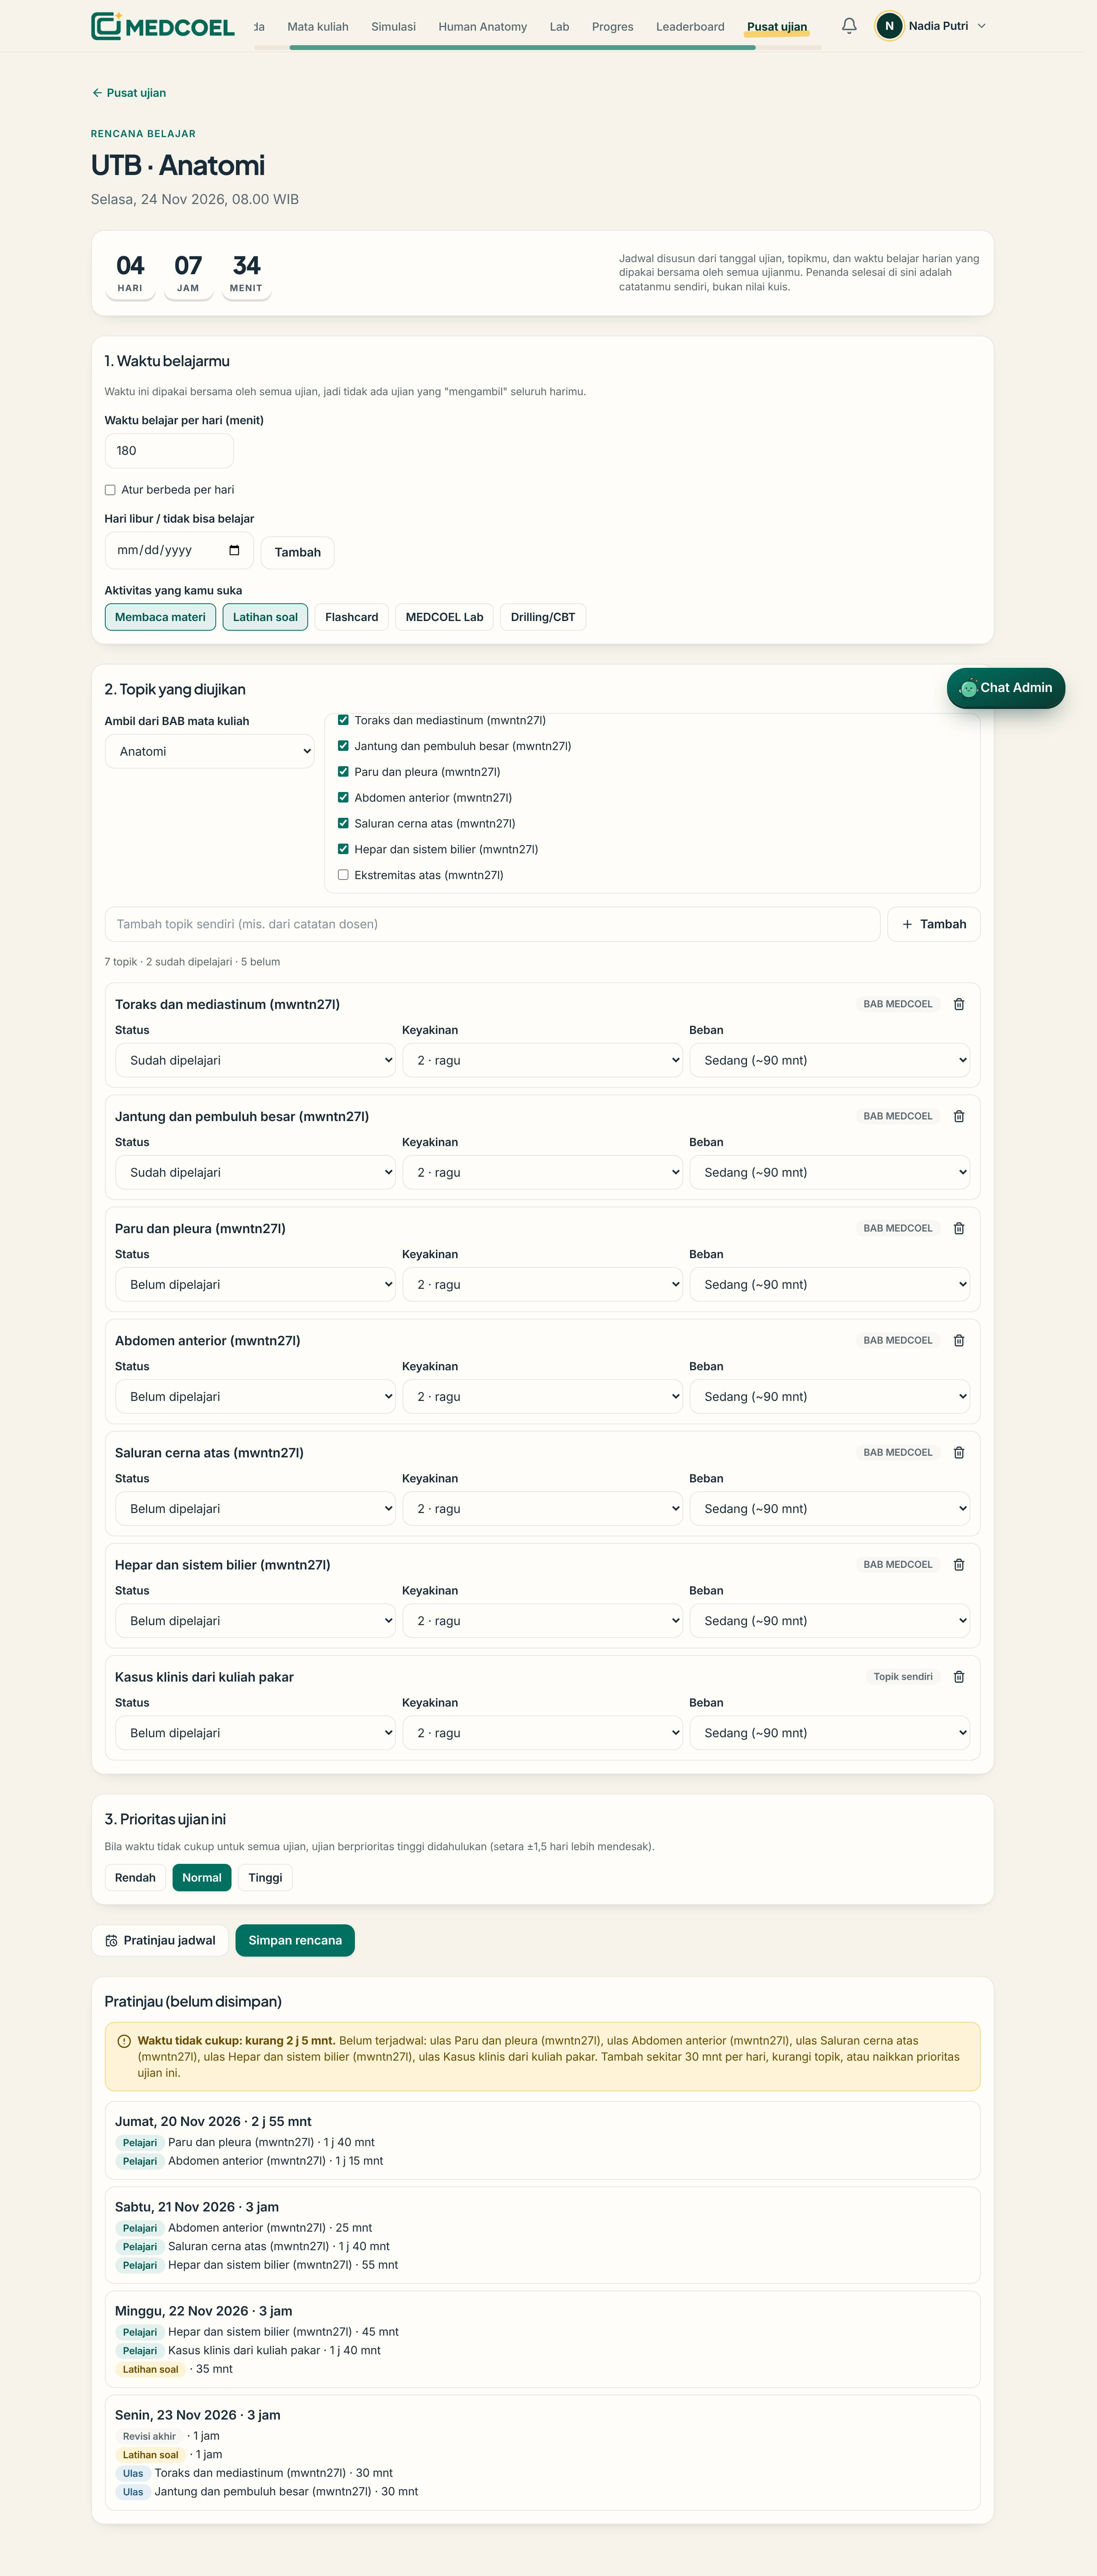 MEDCOEL
da Mata kuliah Simulasi Human Anatomy Lab Progres Leaderboard Pusat ujian N Nadia Putri
← Pusat ujian
RENCANA BELAJAR
UTB · Anatomi
Selasa, 24 Nov 2026, 08.00 WIB
04 07 34
HARI JAM MENIT
Jadwal disusun dari tanggal ujian, topikmu, dan waktu belajar harian yang
dipakai bersama oleh semua ujianmu. Penanda selesai di sini adalah
catatanmu sendiri, bukan nilai kuis.
1. Waktu belajarmu
Waktu ini dipakai bersama oleh semua ujian, jadi tidak ada ujian yang "mengambil" seluruh harimu.
Waktu belajar per hari (menit)
180
Atur berbeda per hari
Hari libur / tidak bisa belajar
mm/dd/yyyy Tambah
Aktivitas yang kamu suka
Membaca materi Latihan soal Flashcard MEDCOEL Lab Drilling/CBT
2. Topik yang diujikan
Chat Admin
Ambil dari BAB mata kuliah
Anatomi
Toraks dan mediastinum (mwntn27l)
Jantung dan pembuluh besar (mwntn27l)
Paru dan pleura (mwntn27l)
Abdomen anterior (mwntn27l)
Saluran cerna atas (mwntn27l)
Hepar dan sistem bilier (mwntn27l)
Ekstremitas atas (mwntn27l)
Tambah topik sendiri (mis. dari catatan dosen) + Tambah
7 topik · 2 sudah dipelajari · 5 belum
Toraks dan mediastinum (mwntn27l) BAB MEDCOEL
Status Keyakinan Beban
Sudah dipelajari 2 · ragu Sedang (~90 mnt)
Jantung dan pembuluh besar (mwntn27l) BAB MEDCOEL
Status Keyakinan Beban
Sudah dipelajari 2 · ragu Sedang (~90 mnt)
Paru dan pleura (mwntn27l) BAB MEDCOEL
Status Keyakinan Beban
Belum dipelajari 2 · ragu Sedang (~90 mnt)
Abdomen anterior (mwntn27l) BAB MEDCOEL
Status Keyakinan Beban
Belum dipelajari 2 · ragu Sedang (~90 mnt)
Saluran cerna atas (mwntn27l) BAB MEDCOEL
Status Keyakinan Beban
Belum dipelajari 2 · ragu Sedang (~90 mnt)
Hepar dan sistem bilier (mwntn27l) BAB MEDCOEL
Status Keyakinan Beban
Belum dipelajari 2 · ragu Sedang (~90 mnt)
Kasus klinis dari kuliah pakar Topik sendiri
Status Keyakinan Beban
Belum dipelajari 2 · ragu Sedang (~90 mnt)
3. Prioritas ujian ini
Bila waktu tidak cukup untuk semua ujian, ujian berprioritas tinggi didahulukan (setara ±1,5 hari lebih mendesak).
Rendah Normal Tinggi
Pratinjau jadwal Simpan rencana
Pratinjau (belum disimpan)
Waktu tidak cukup: kurang 2 j 5 mnt. Belum terjadwal: ulas Paru dan pleura (mwntn27l), ulas Abdomen anterior (mwntn27l), ulas Saluran cerna atas
(mwntn27l), ulas Hepar dan sistem bilier (mwntn27l), ulas Kasus klinis dari kuliah pakar. Tambah sekitar 30 mnt per hari, kurangi topik, atau naikkan prioritas
ujian ini.
Jumat, 20 Nov 2026 · 2 j 55 mnt
Pelajari Paru dan pleura (mwntn27l) · 1 j 40 mnt
Pelajari Abdomen anterior (mwntn27l) · 1 j 15 mnt
Sabtu, 21 Nov 2026 · 3 jam
Pelajari Abdomen anterior (mwntn27l) · 25 mnt
Pelajari Saluran cerna atas (mwntn27l) · 1 j 40 mnt
Pelajari Hepar dan sistem bilier (mwntn27l) · 55 mnt
Minggu, 22 Nov 2026 · 3 jam
Pelajari Hepar dan sistem bilier (mwntn27l) · 45 mnt
Pelajari Kasus klinis dari kuliah pakar · 1 j 40 mnt
Latihan soal · 35 mnt
Senin, 23 Nov 2026 · 3 jam
Revisi akhir · 1 jam
Latihan soal · 1 jam
Ulas Toraks dan mediastinum (mwntn27l) · 30 mnt
Ulas Jantung dan pembuluh besar (mwntn27l) · 30 mnt